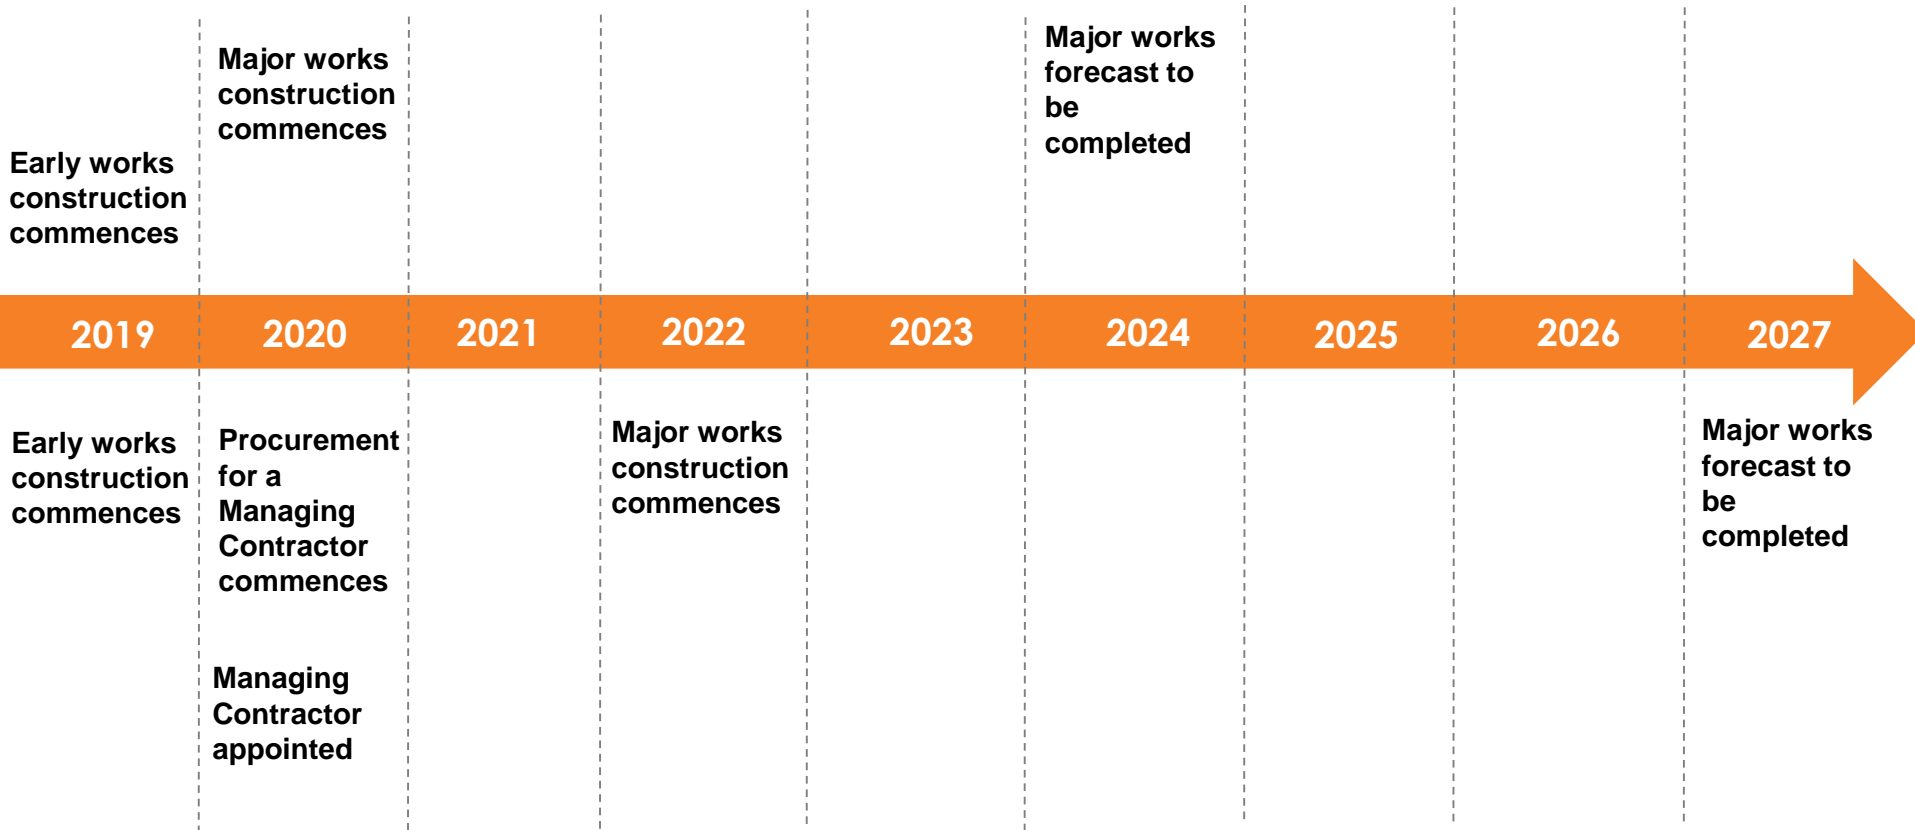 Major works
construction
commences
Major works
forecast to
be
completed
Early works
construction
commences
2019
2020
2021
2022
2023
2024
2025
2026
2027
Early works
construction
commences
Procurement
for a
Managing
Contractor
commences
Managing
Contractor
appointed
Major works
construction
commences
Major works
forecast to
be
completed